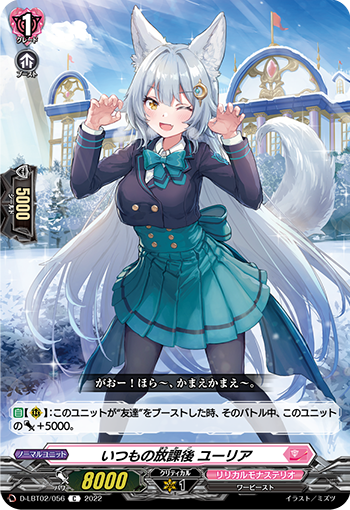 1
グレード
ブースト
5000
シールド
がおー!ほら〜、かまえかまえ〜。
【】:このユニットが“友達”をブーストした時、そのバトル中、このユニット
の+5000。
ノーマルユニット
いつもの放課後 ユーリア
パワー 8000
クリティカル
1
リリカルモナステリオ
ワービースト
D-LBT02/056 C 2022
イラスト/ミズツ